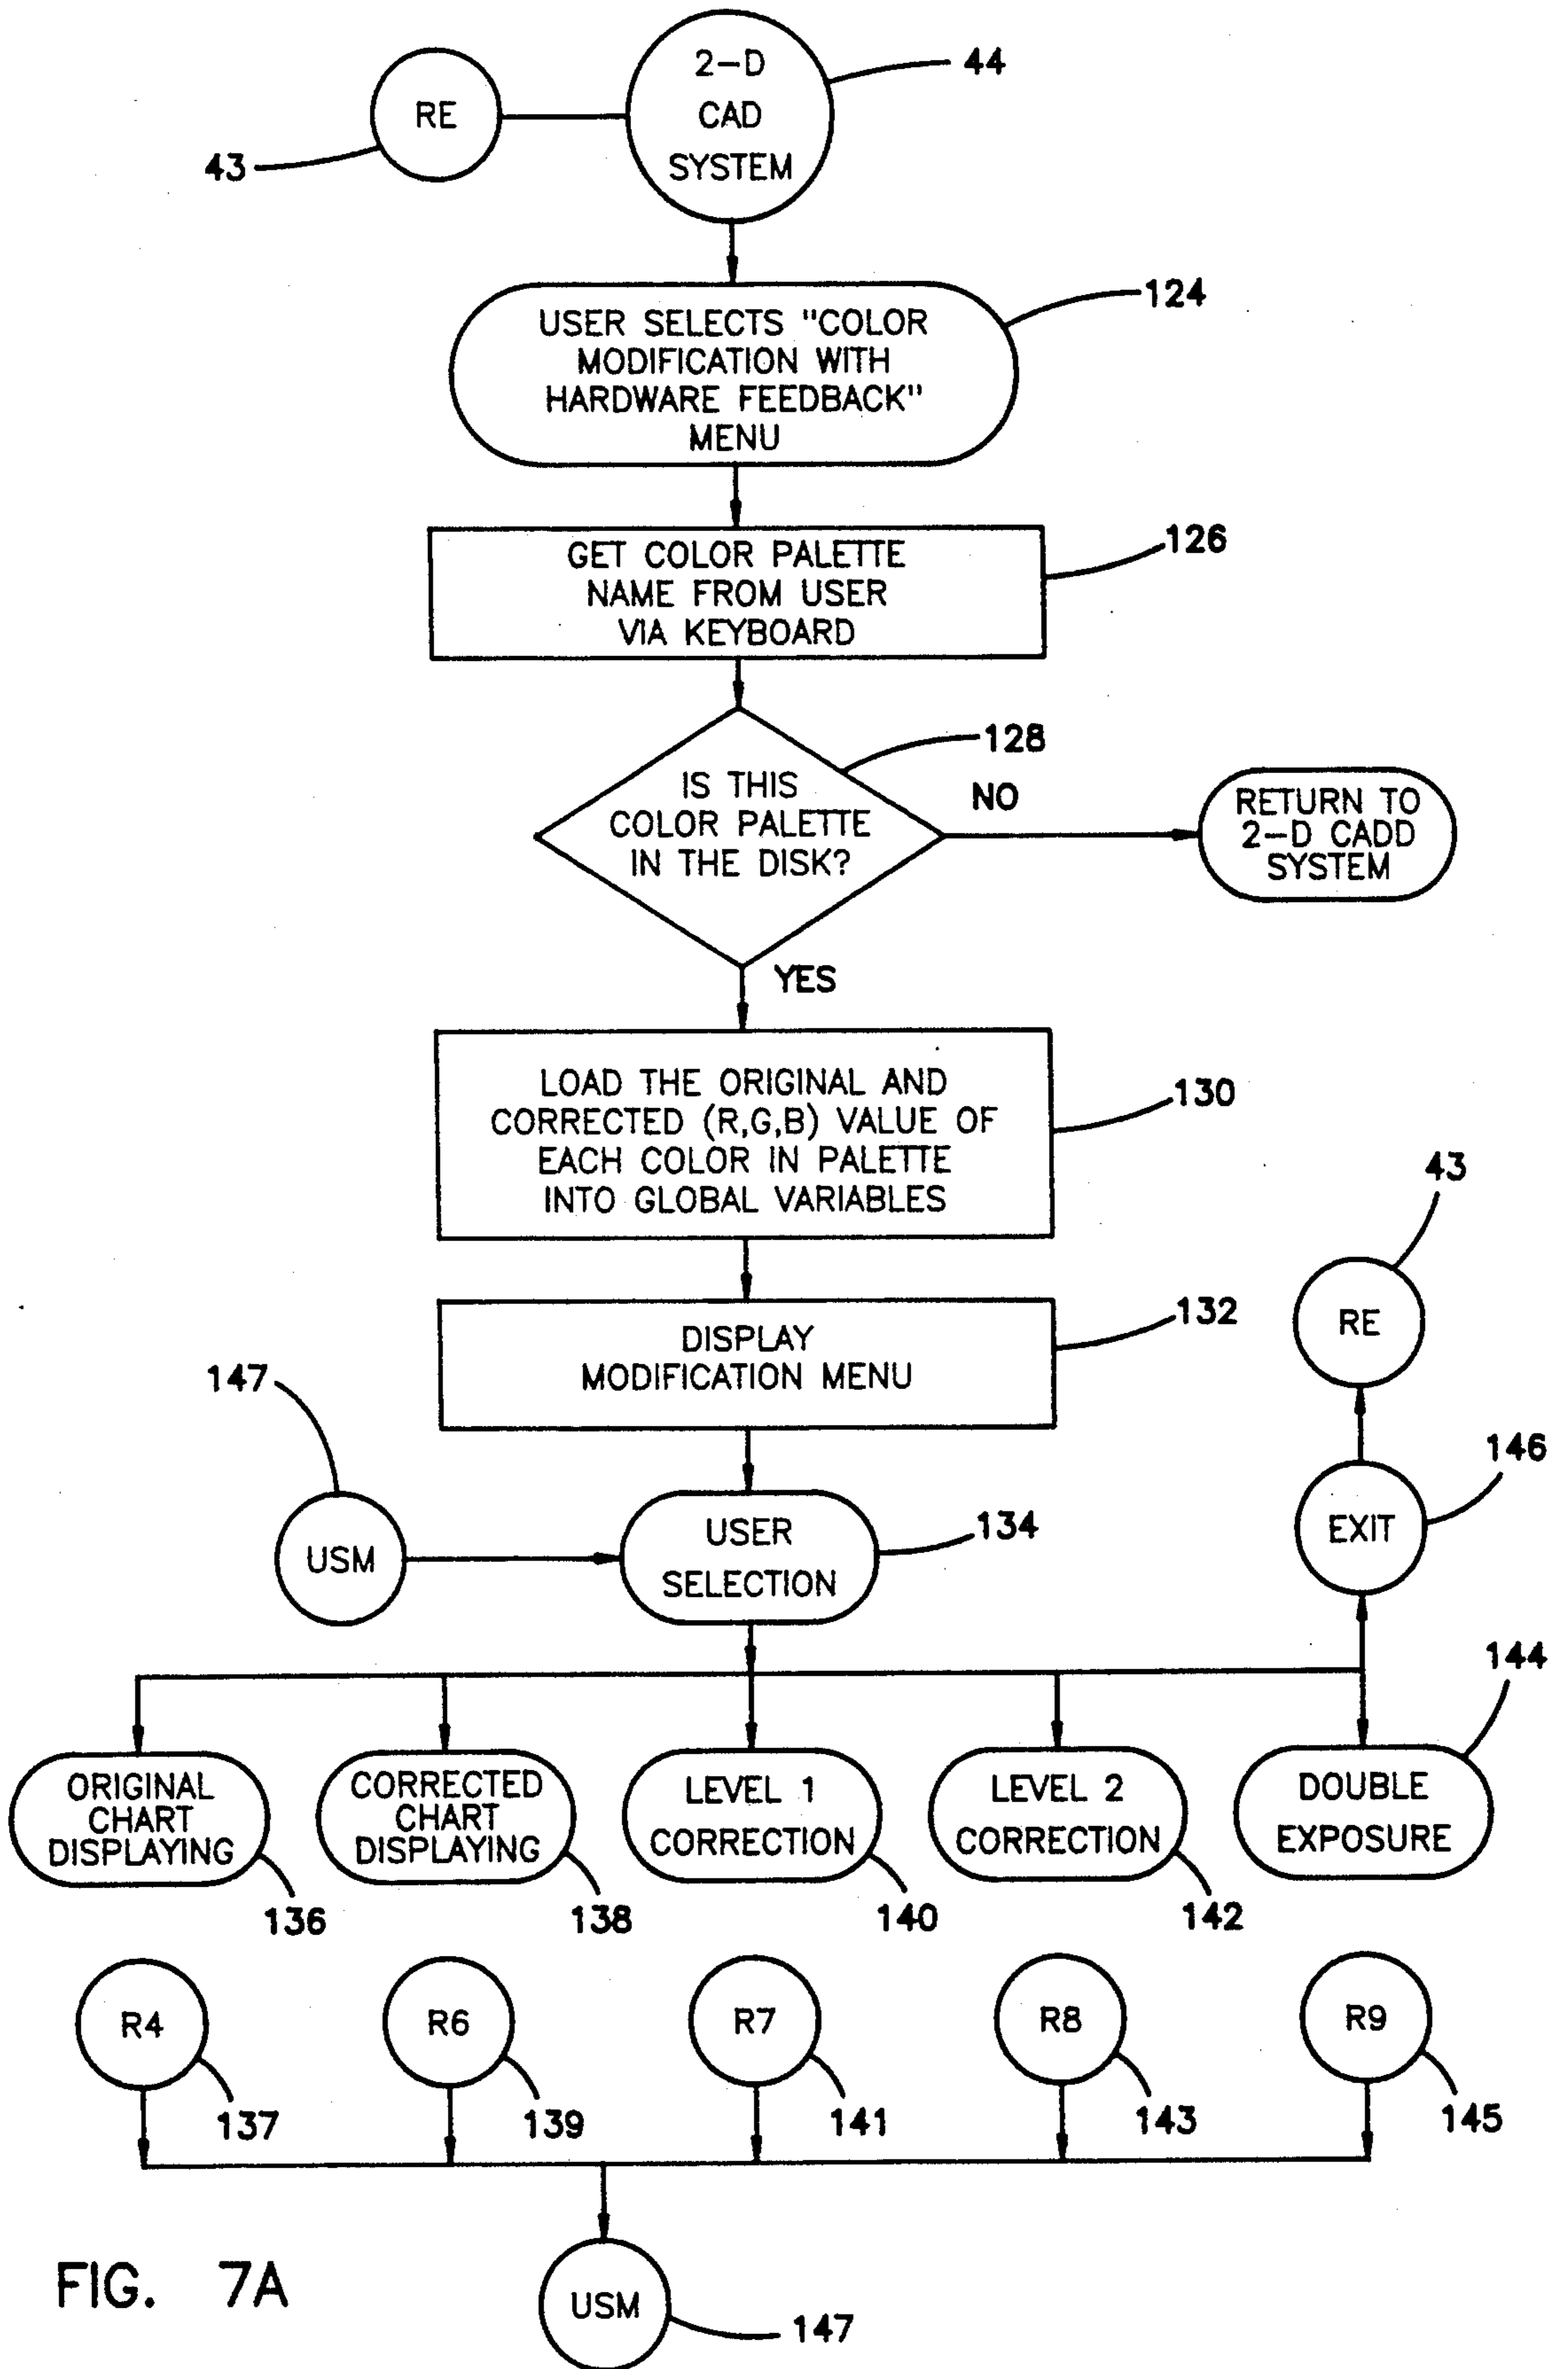 2-D
CAD
SYSTEM
44
RE
43
USER SELECTS "COLOR
MODIFICATION WITH
HARDWARE FEEDBACK"
MENU
124
GET COLOR PALETTE
NAME FROM USER
VIA KEYBOARD
126
IS THIS
COLOR PALETTE
IN THE DISK?
128
NO
RETURN TO
2-D CADD
SYSTEM
YES
LOAD THE ORIGINAL AND
CORRECTED (R,G,B) VALUE OF
EACH COLOR IN PALETTE
INTO GLOBAL VARIABLES
130
43
RE
DISPLAY
MODIFICATION MENU
132
147
USM
USER
SELECTION
134
EXIT
146
144
ORIGINAL
CHART
DISPLAYING
136
CORRECTED
CHART
DISPLAYING
138
LEVEL 1
CORRECTION
140
LEVEL 2
CORRECTION
142
DOUBLE
EXPOSURE
R4
137
R6
139
R7
141
R8
143
R9
145
USM
147
FIG. 7A